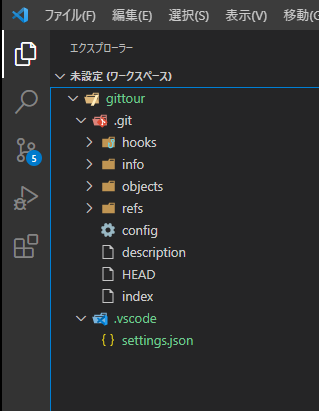 ファイル(F) 編集(E) 選択(S) 表示(V) 移動(G
エクスプローラー
未設定 (ワークスペース)
gittour
.git
hooks
info
objects
refs
config
description
HEAD
index
.vscode
{ } settings.json
5